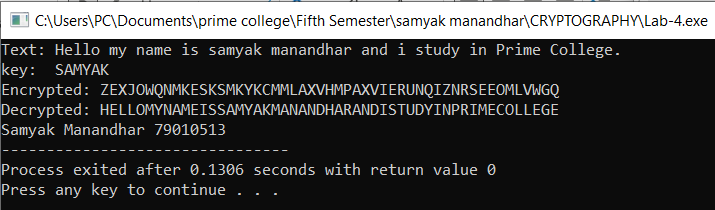 C:\Users\PC\Documents\prime college\Fifth Semester\samyak manandhar\CRYPTOGRAPHY\Lab-4.exe
Text: Hello my name is samyak manandhar and i study in Prime College.
key:  SAMYAK
Encrypted: ZEXJOWQNMKESKSMKYKCMMLAXVHMPAXVIERUNQIZNRSEEOMLVWGQ
Decrypted: HELLOMYNAMEISSAMYAKMANANDHARANDISTUDYINPRIMECOLLEGE
Samyak Manandhar 79010513
--------------------------------
Process exited after 0.1306 seconds with return value 0
Press any key to continue . . .